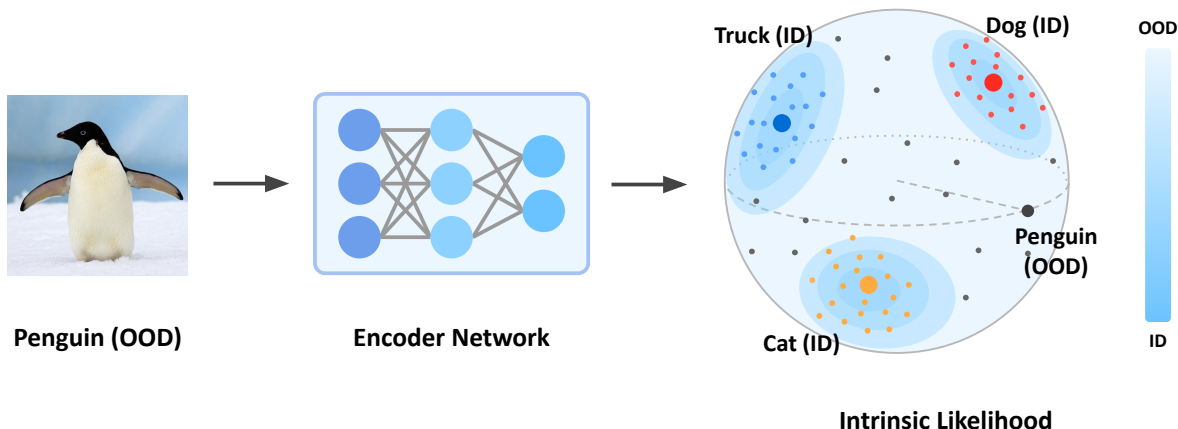 Truck (ID)
Dog (ID)
OOD
Penguin
(OOD)
Penguin (OOD)
Encoder Network
Cat (ID)
ID
Intrinsic Likelihood